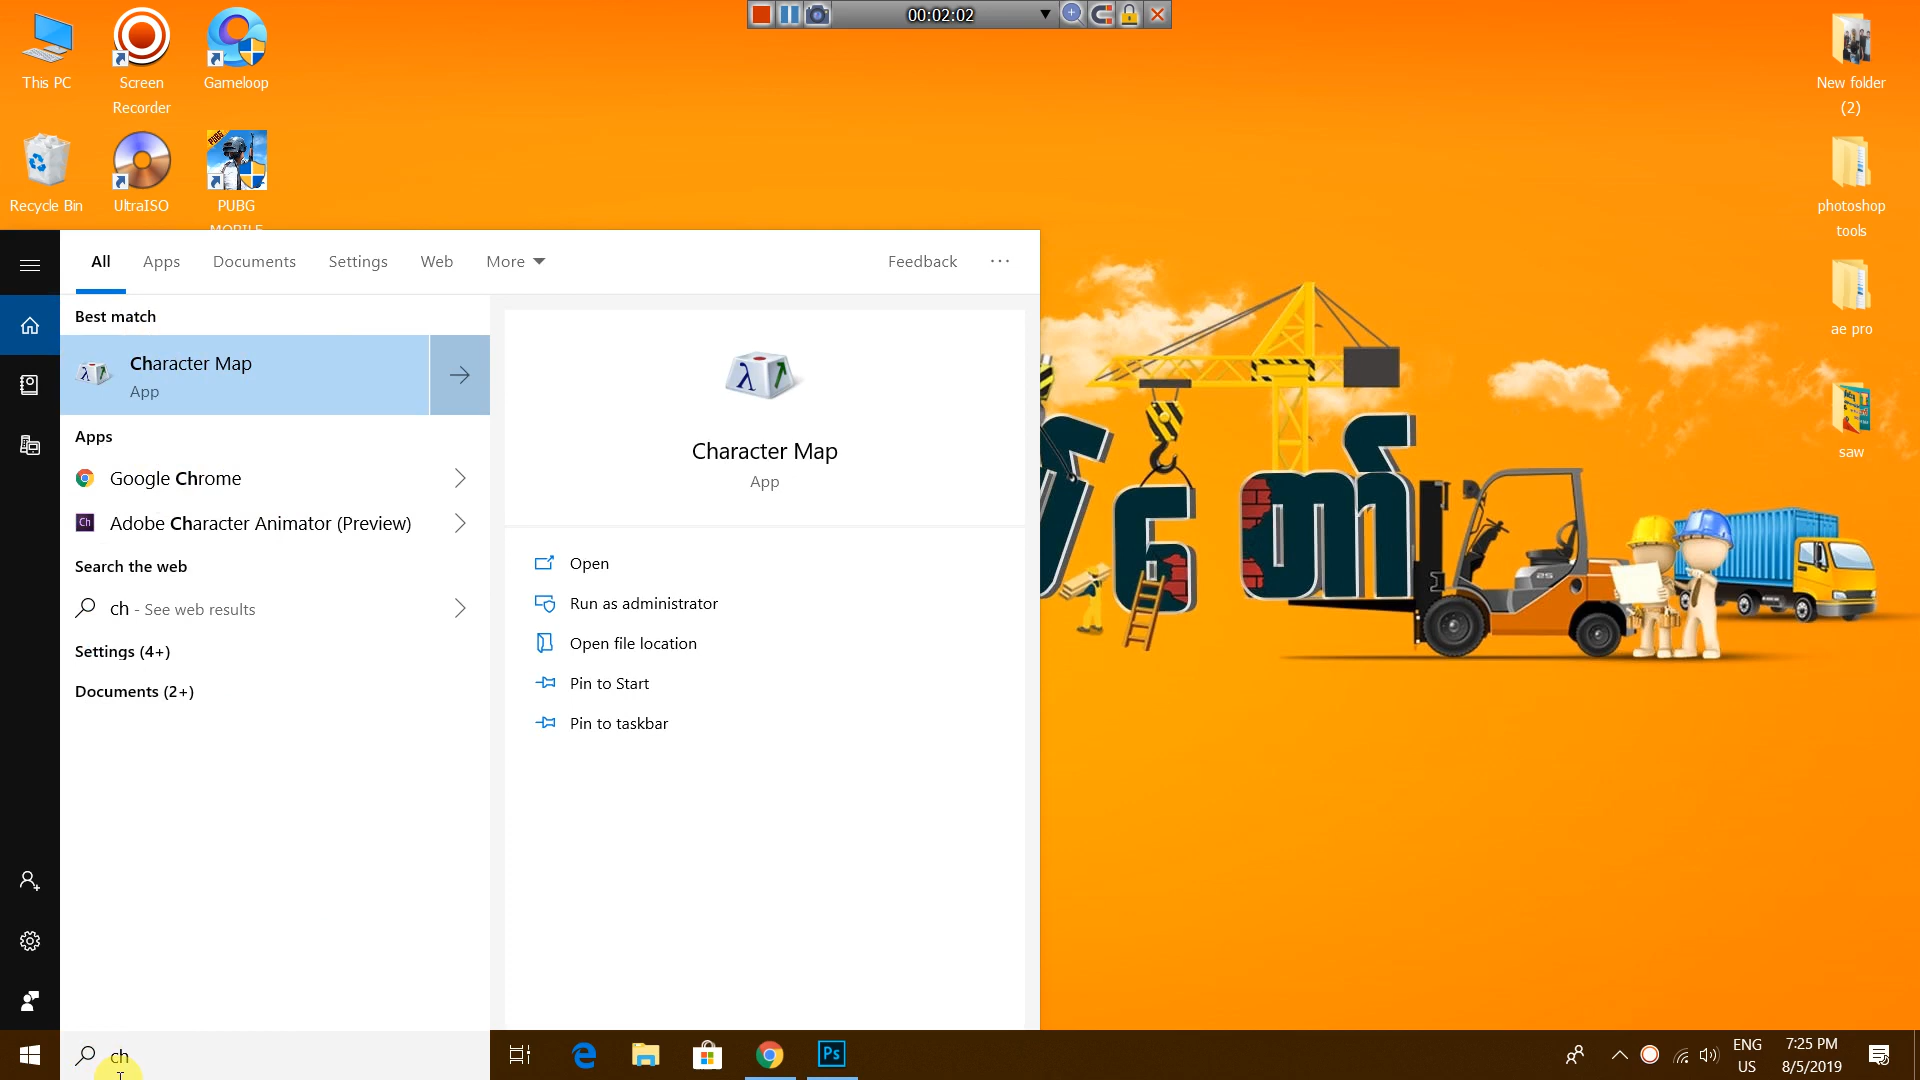 00:02:02
This PC
Screen
Recorder
Gameloop
New folder
(2)
Recycle Bin
UltraISO
PUBG
MOBILE
photoshop
tools
ae pro
saw
All
Apps
Documents
Settings
Web
More
Feedback
Best match
Character Map
App
Apps
Google Chrome
Adobe Character Animator (Preview)
Search the web
ch - See web results
Settings (4+)
Documents (2+)
Character Map
App
Open
Run as administrator
Open file location
Pin to Start
Pin to taskbar
ch
Ps
ENG
US
7:25 PM
8/5/2019